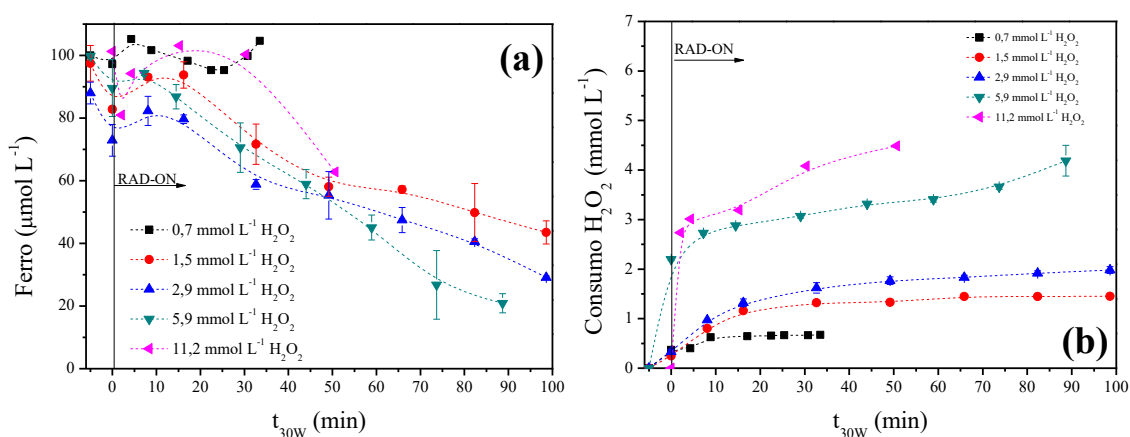 100
80
60
40
20
0
Ferro (μmol L⁻¹)
RAD-ON
(a)
0,7 mmol L⁻¹ H₂O₂
1,5 mmol L⁻¹ H₂O₂
2,9 mmol L⁻¹ H₂O₂
5,9 mmol L⁻¹ H₂O₂
11,2 mmol L⁻¹ H₂O₂
0 10 20 30 40 50 60 70 80 90 100
t₃₀W (min)
7
6
5
4
3
2
1
0
Consumo H₂O₂ (mmol L⁻¹)
RAD-ON
0,7 mmol L⁻¹ H₂O₂
1,5 mmol L⁻¹ H₂O₂
2,9 mmol L⁻¹ H₂O₂
5,9 mmol L⁻¹ H₂O₂
11,2 mmol L⁻¹ H₂O₂
(b)
0 10 20 30 40 50 60 70 80 90 100
t₃₀W (min)